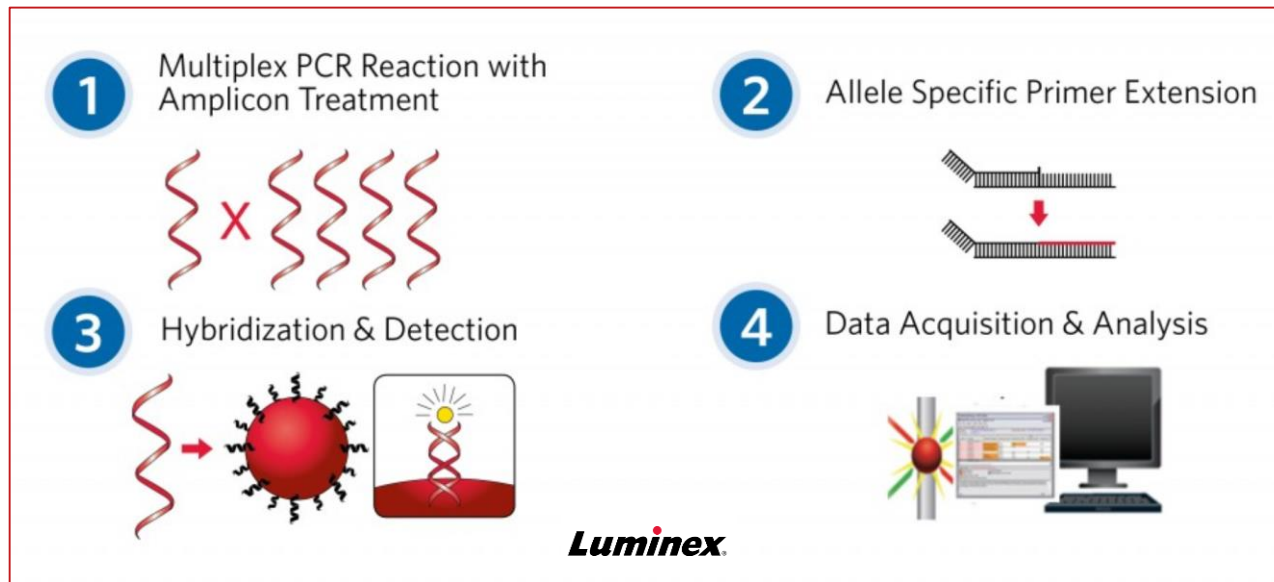 1
Multiplex PCR Reaction with
Amplicon Treatment
2
Allele Specific Primer Extension
X
3
Hybridization & Detection
4
Data Acquisition & Analysis
Luminex.